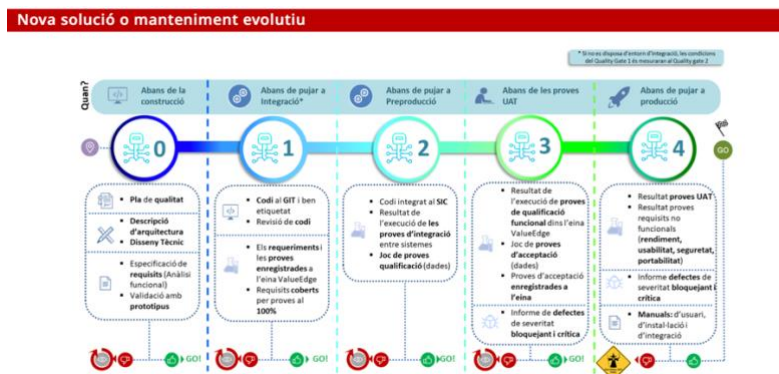 Nova solució o manteniment evolutiu
* Si no es disposa d'entorn d'integració, les condicions
del Quality Gate 1 és mesuraran al Quality gate 2
Quan?
Abans de la
construcció
Abans de pujar a
Integració*
Abans de pujar a
Preproducció
Abans de les proves
UAT
Abans de pujar a
producció
0
1
2
3
4
GO
Pla de qualitat
Descripció
d'arquitectura
Disseny Tècnic
Especificació de
requisits (Anàlisi
funcional)
Validació amb
prototipus
GO!
Codi al GIT i ben
etiquetat
Revisió de codi
Els requeriments i
les proves
enregistrades a
l'eina ValueEdge
Requisits coberts
per proves al
100%
GO!
Codi integrat al SIC
Resultat de
l'execució de les
proves d'integració
entre sistemes
Joc de proves
qualificació (dades)
GO!
Resultat de
l'execució de proves
de qualificació
funcional dins l'eina
ValueEdge
Joc de proves
d'acceptació
(dades)
Proves d'acceptació
enregistrades a
l'eina
Informe de defectes
de severitat
bloquejant i crítica
GO!
Resultat proves UAT
Resultat proves
requisits no
funcionals
(rendiment,
usabilitat, seguretat,
portabilitat)
Informe defectes de
severitat bloquejant i
crítica
Manuals: d'usuari,
d'instal·lació i
d'integració